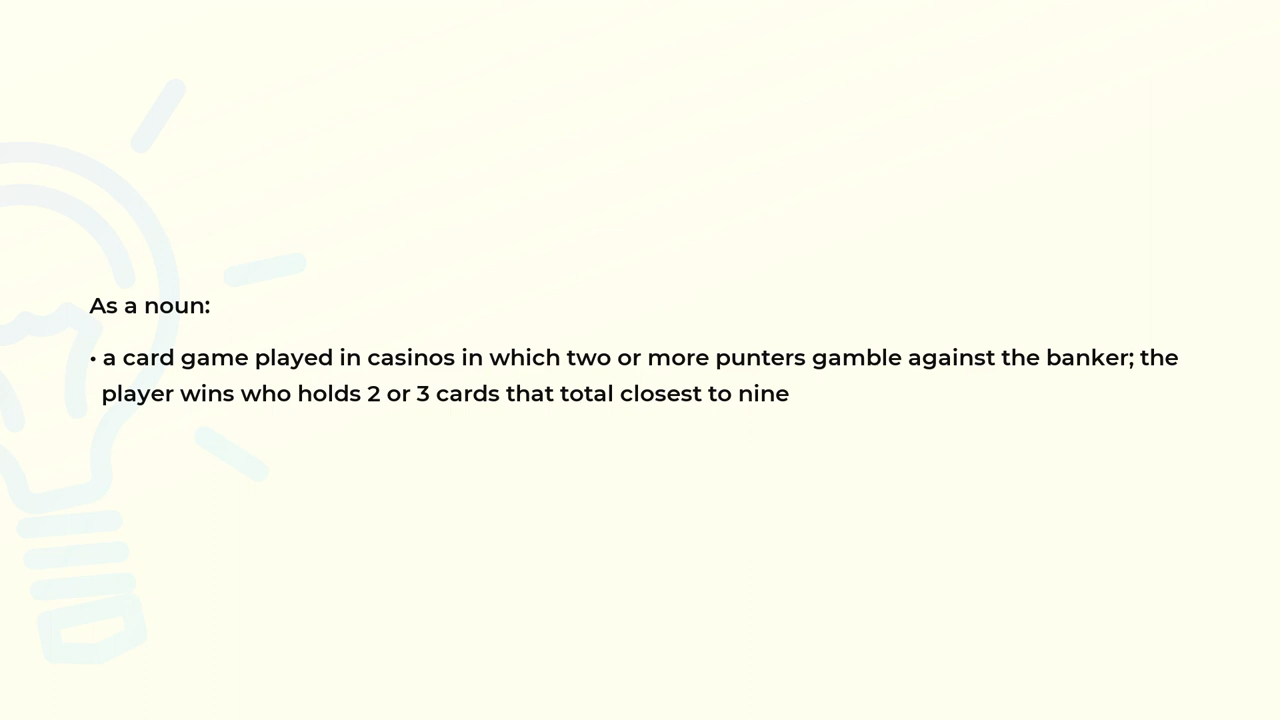 As a noun:
• a card game played in casinos in which two or more punters gamble against the banker; the
player wins who holds 2 or 3 cards that total closest to nine